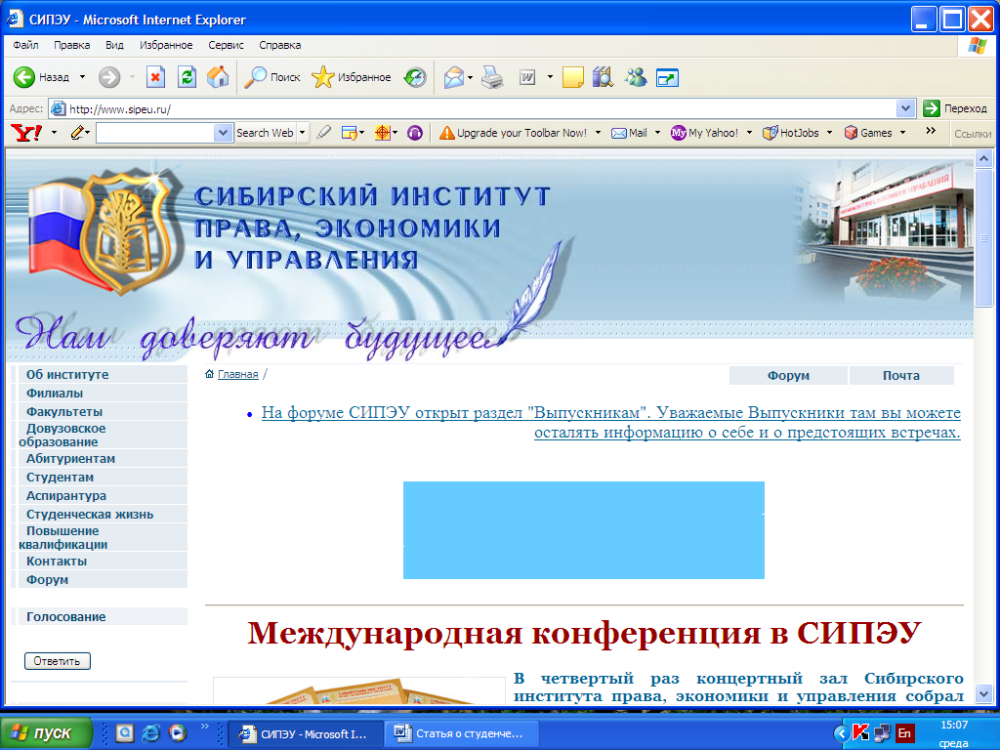 СИПЭУ - Microsoft Internet Explorer
Файл Правка Вид Избранное Сервис Справка
Назад Поиск Избранное
Адрес: http://www.sipeu.ru/ Переход
Y! Search Web Upgrade your Toolbar Now! Mail My Yahoo! HotJobs Games » Ссылки
СИБИРСКИЙ ИНСТИТУТ
ПРАВА, ЭКОНОМИКИ
И УПРАВЛЕНИЯ
Нам доверяют будущее
Об институте
Филиалы
Факультеты
Довузовское
образование
Абитуриентам
Студентам
Аспирантура
Студенческая жизнь
Повышение
квалификации
Контакты
Форум
Голосование
Ответить
Главная /
Форум Почта
• На форуме СИПЭУ открыт раздел "Выпускникам". Уважаемые Выпускники там вы можете
осталять информацию о себе и о предстоящих встречах.
Международная конференция в СИПЭУ
В четвертый раз концертный зал Сибирского
института права, экономики и управления собрал
пуск » СИПЭУ - Microsoft I... Статья о студенче... En 15:07
среда